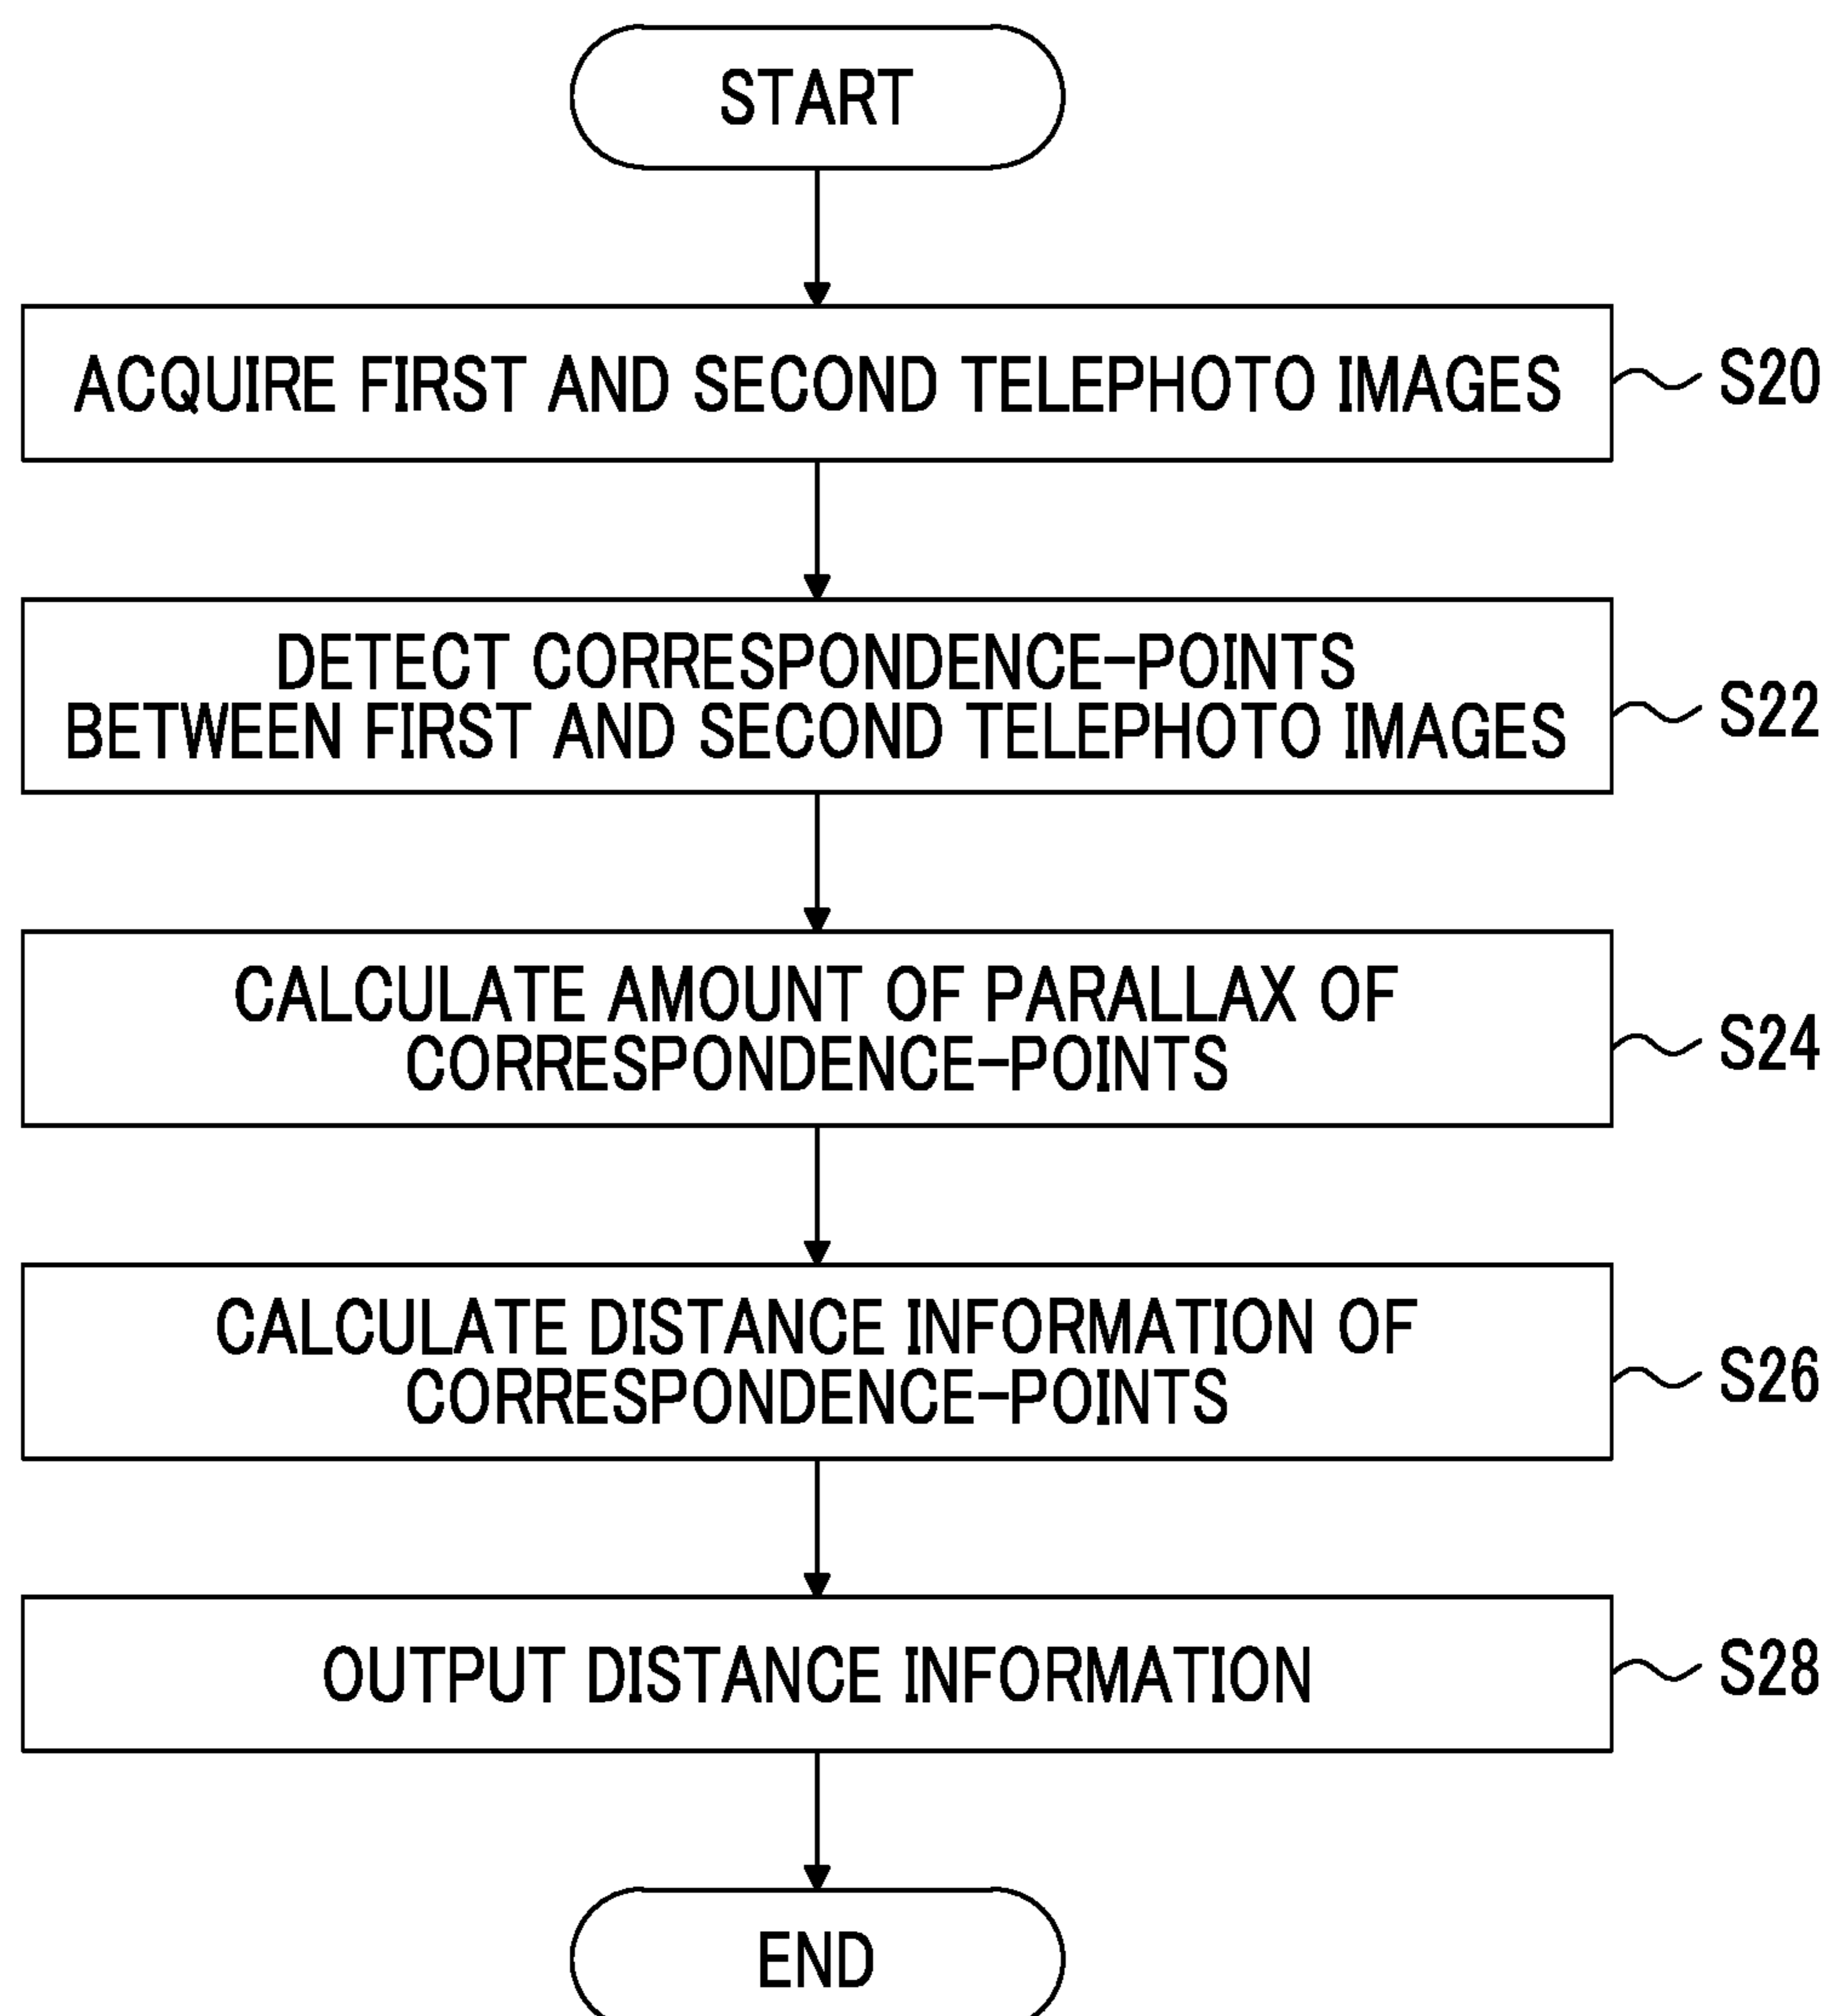 START
ACQUIRE FIRST AND SECOND TELEPHOTO IMAGES
S20
DETECT CORRESPONDENCE-POINTS
BETWEEN FIRST AND SECOND TELEPHOTO IMAGES
S22
CALCULATE AMOUNT OF PARALLAX OF
CORRESPONDENCE-POINTS
S24
CALCULATE DISTANCE INFORMATION OF
CORRESPONDENCE-POINTS
S26
OUTPUT DISTANCE INFORMATION
S28
END